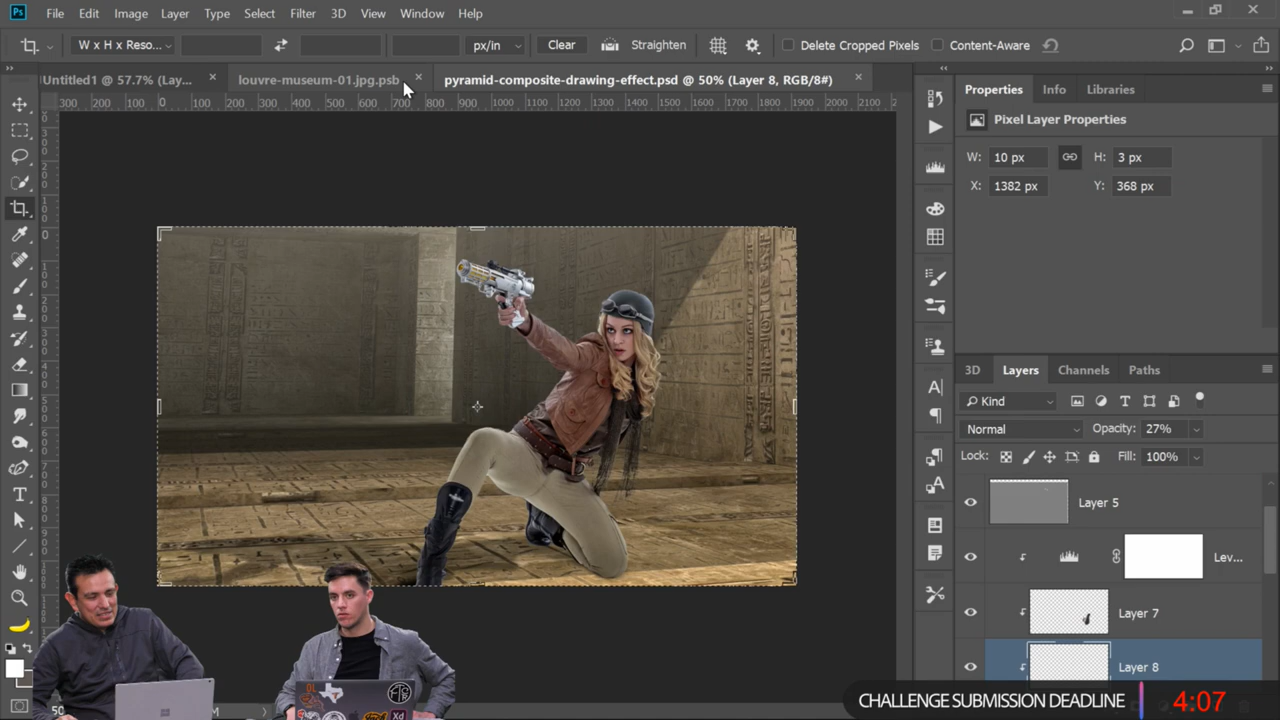 Ps File Edit Image Layer Type Select Filter 3D View Window Help
W x H x Reso... px/in Clear Straighten Delete Cropped Pixels Content-Aware
Untitled1 @ 57.7% (Lay... × louvre-museum-01.jpg.psb × pyramid-composite-drawing-effect.psd @ 50% (Layer 8, RGB/8#) ×
300 200 100 0 100 200 300 400 500 600 700 800 900 1000 1100 1200 1300 1400 1500 1600 1700 1800 1900 2000 2100
Properties Info Libraries
Pixel Layer Properties
W: 10 px H: 3 px
X: 1382 px Y: 368 px
3D Layers Channels Paths
Kind
Normal Opacity: 27%
Lock: Fill: 100%
Layer 5
Lev...
Layer 7
Layer 8
CHALLENGE SUBMISSION DEADLINE 4:07